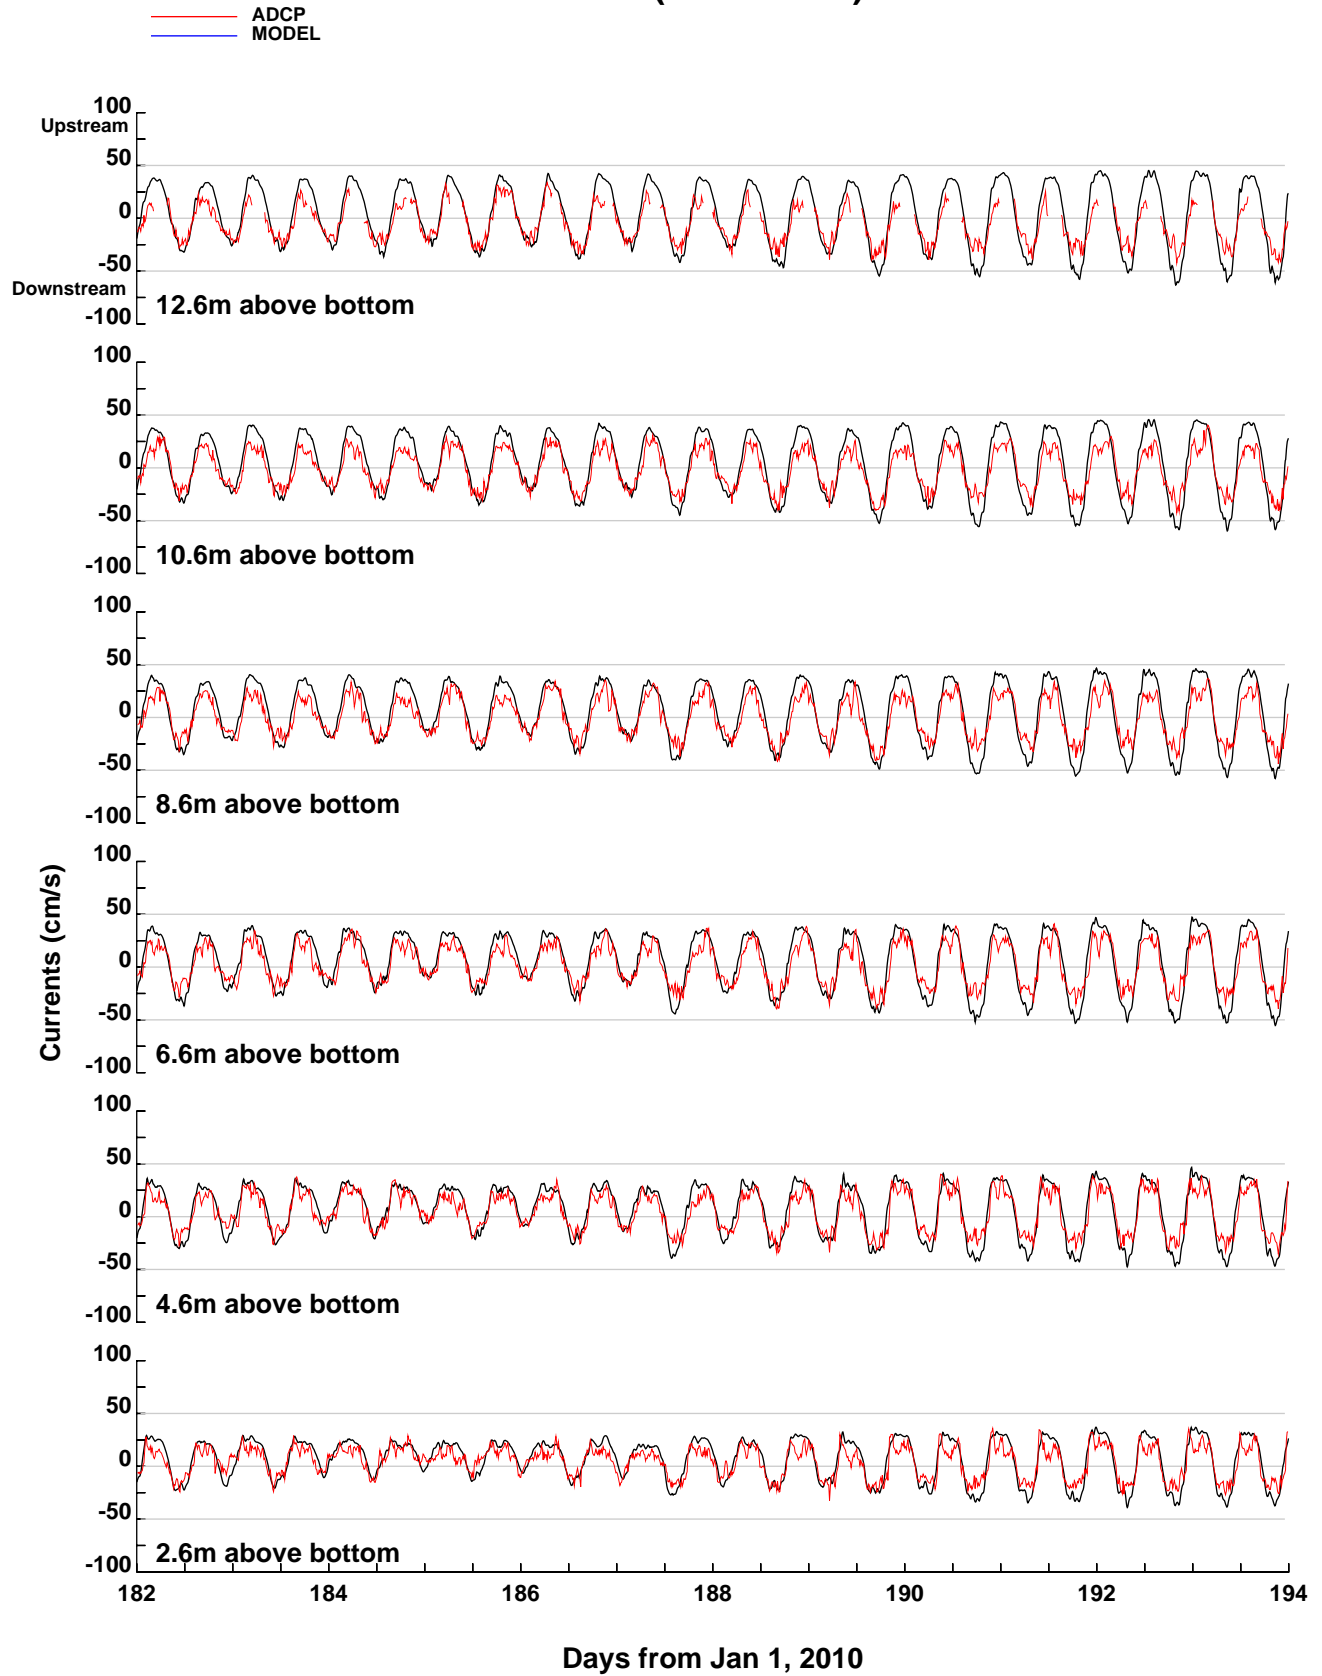 ADCP
MODEL
100
Upstream
50
0
-50
Downstream
-100
12.6m above bottom
100
50
0
-50
-100
10.6m above bottom
100
50
0
-50
-100
8.6m above bottom
Currents (cm/s)
100
50
0
-50
-100
6.6m above bottom
100
50
0
-50
-100
4.6m above bottom
100
50
0
-50
-100
2.6m above bottom
182 184 186 188 190 192 194
Days from Jan 1, 2010